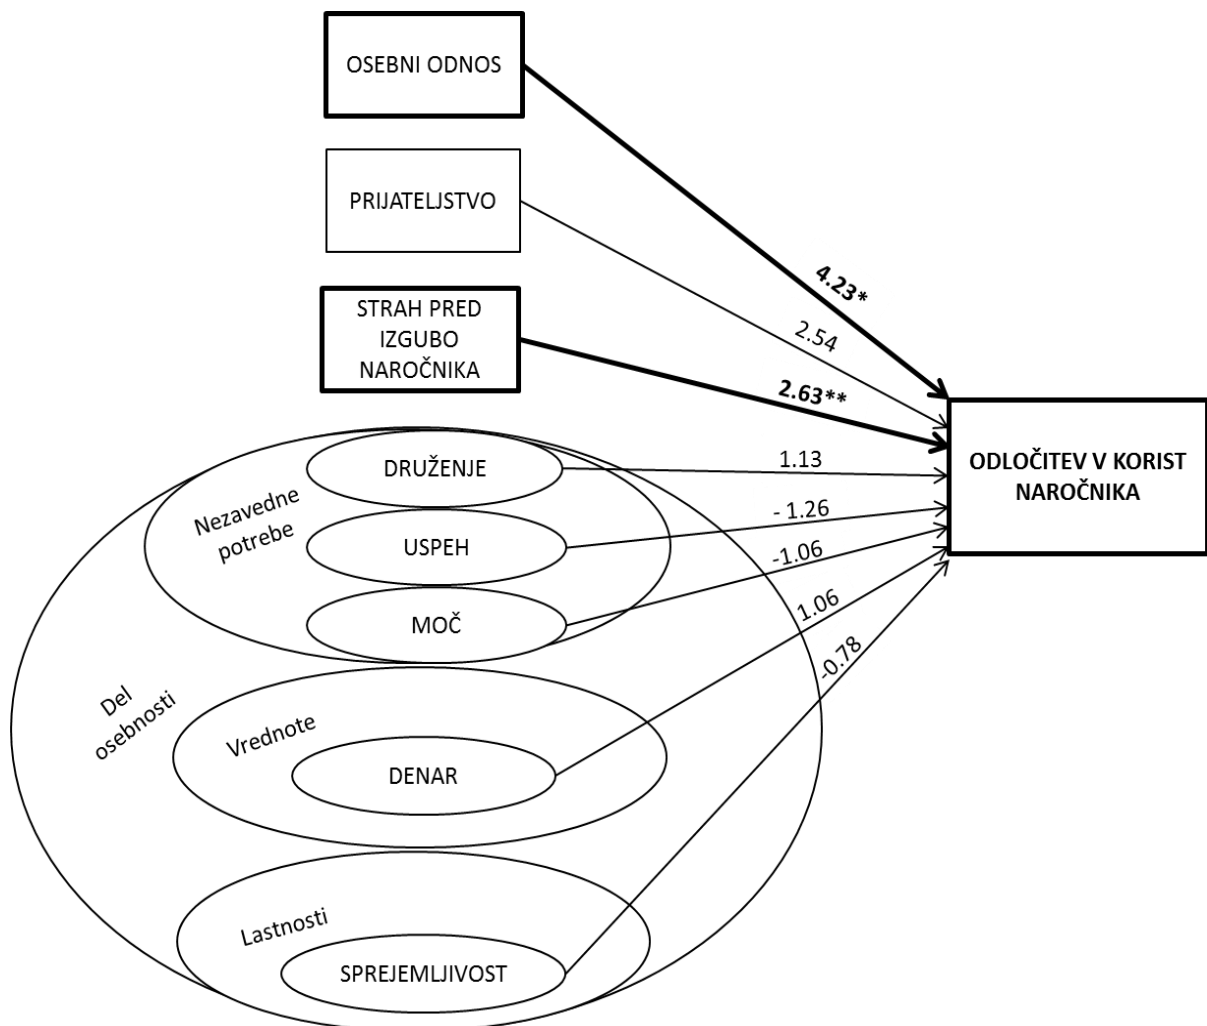 OSEBNI ODNOS
PRIJATELJSTVO
STRAH PRED
IZGUBO
NAROČNIKA
4.23*
2.54
2.63**
ODLOČITEV V KORIST
NAROČNIKA
Nezavedne
potrebe
DRUŽENJE
1.13
USPEH
- 1.26
MOČ
-1.06
Del
osebnosti
Vrednote
DENAR
1.06
Lastnosti
SPREJEMLJIVOST
-0.78